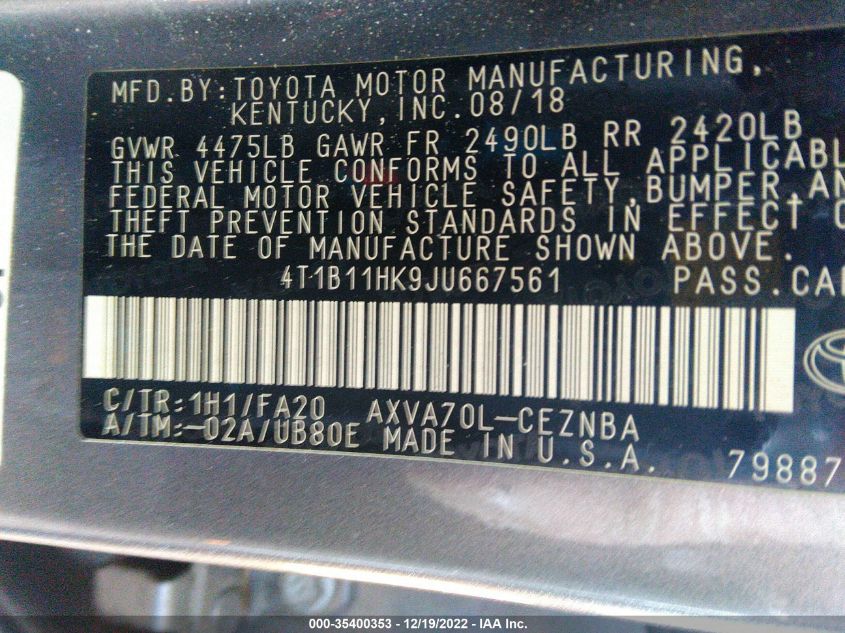 MFD.BY:TOYOTA MOTOR MANUFACTURING,
KENTUCKY,INC.08/18
GVWR 4475LB GAWR FR 2490LB RR 2420LB
THIS VEHICLE CONFORMS TO ALL APPLICABL
FEDERAL MOTOR VEHICLE SAFETY,BUMPER,AN
THEFT PREVENTION STANDARDS IN EFFECT
THE DATE OF MANUFACTURE SHOWN ABOVE.
4T1B11HK9JU667561 PASS.CA
C/TR:1H1/FA20 AXVA70L-CEZNBA
A/TM:-02A/UB80E MADE IN U.S.A. 79887
000-35400353 - 12/19/2022 - IAA Inc.